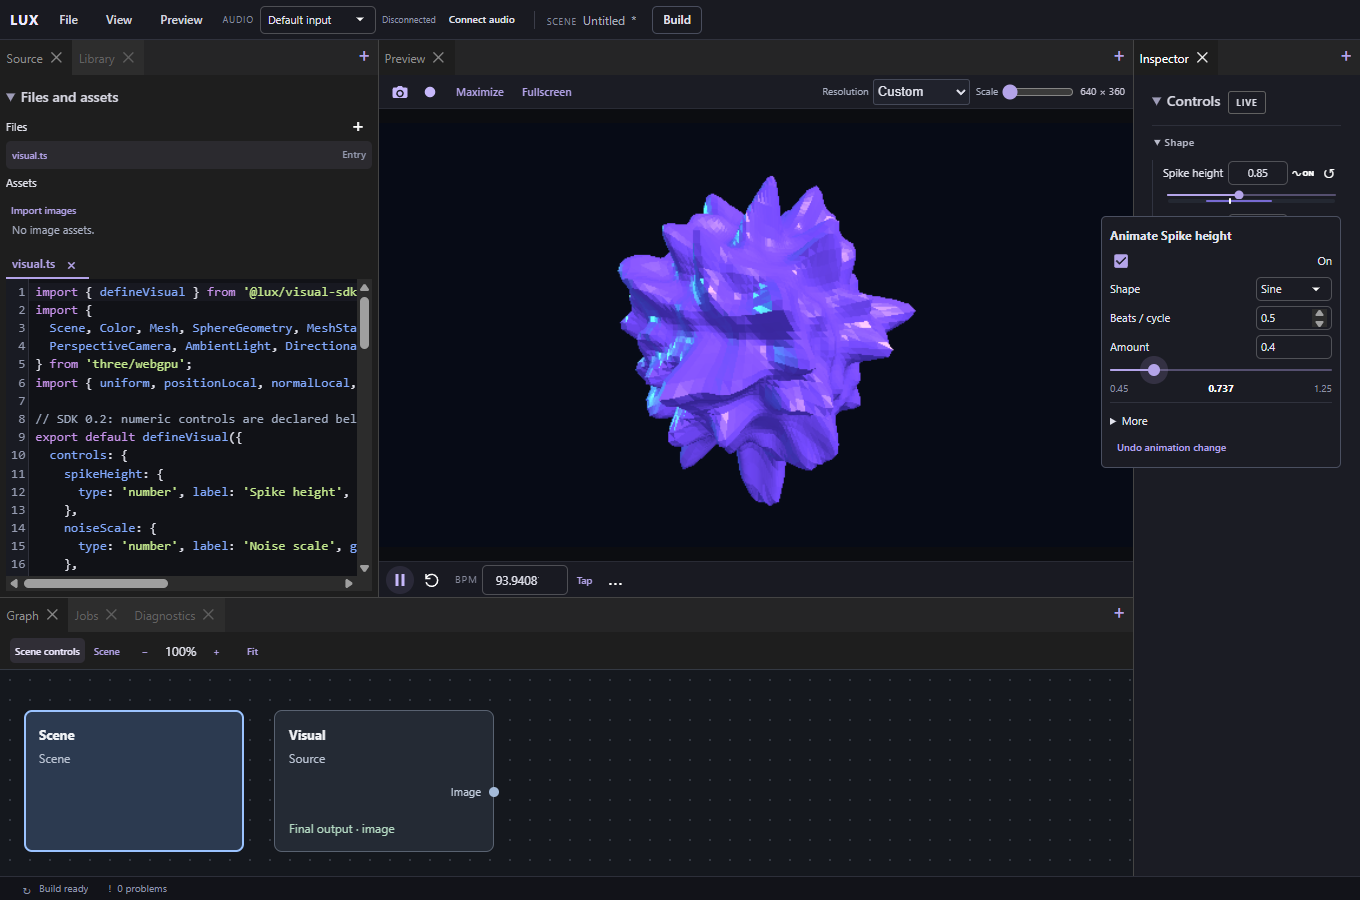 LUX File View Preview AUDIO Default input Disconnected Connect audio SCENE Untitled * Build
Source Library +
Files and assets
Files +
visual.ts Entry
Assets
Import images
No image assets.
visual.ts
1 import { defineVisual } from '@lux/visual-sdk
2 import {
3 Scene, Color, Mesh, SphereGeometry, MeshSta
4 PerspectiveCamera, AmbientLight, Directiona
5 } from 'three/webgpu';
6 import { uniform, positionLocal, normalLocal,
7
8 // SDK 0.2: numeric controls are declared bel
9 export default defineVisual({
10 controls: {
11 spikeHeight: {
12 type: 'number', label: 'Spike height',
13 },
14 noiseScale: {
15 type: 'number', label: 'Noise scale', g
16 },
Preview +
Maximize Fullscreen Resolution Custom Scale 640 × 360
BPM 93.9408 Tap ...
Inspector +
Controls LIVE
Shape
Spike height 0.85 ON
Animate Spike height
On
Shape Sine
Beats / cycle 0.5
Amount 0.4
0.45 0.737 1.25
More
Undo animation change
Graph Jobs Diagnostics +
Scene controls Scene − 100% + Fit
Scene
Scene
Visual
Source
Image
Final output · image
Build ready ! 0 problems